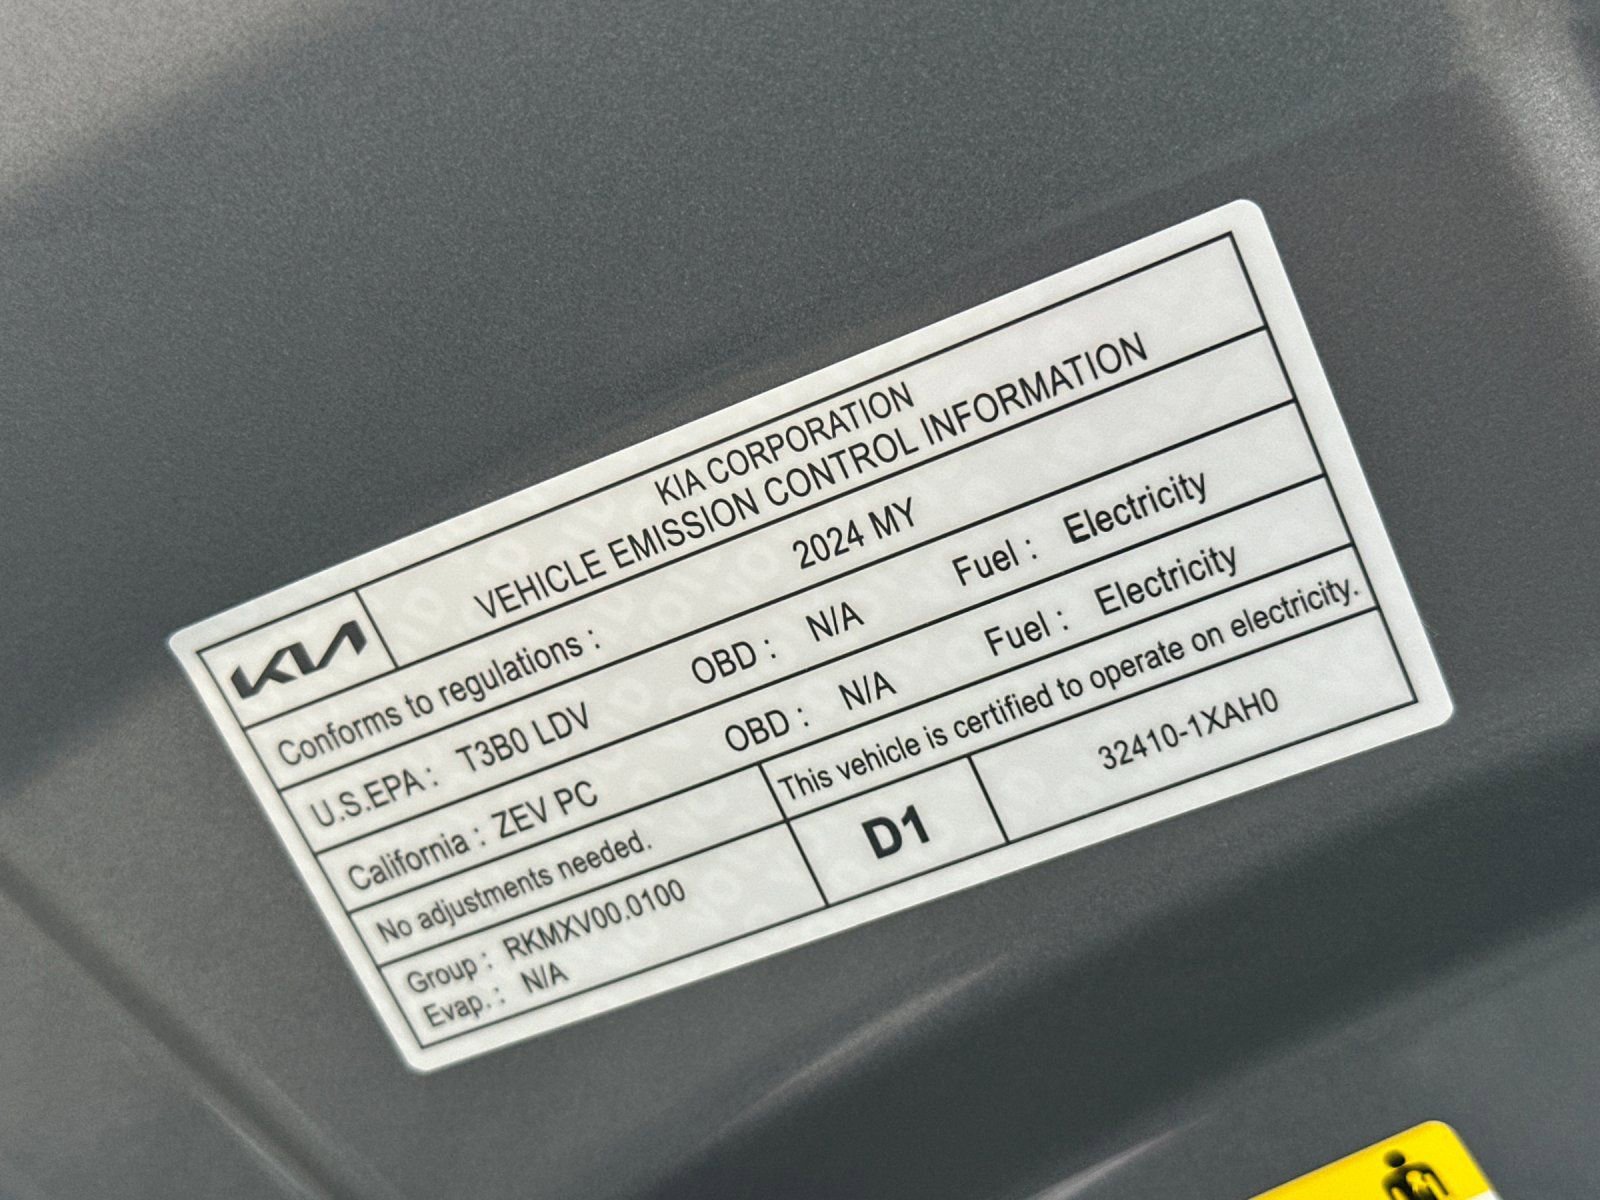 KIA
KIA CORPORATION
VEHICLE EMISSION CONTROL INFORMATION
Conforms to regulations : 2024 MY
U.S.EPA : T3B0 LDV OBD : N/A Fuel : Electricity
California : ZEV PC OBD : N/A Fuel : Electricity
No adjustments needed. This vehicle is certified to operate on electricity.
Group : RKMXV00.0100
Evap. : N/A
D1
32410-1XAH0